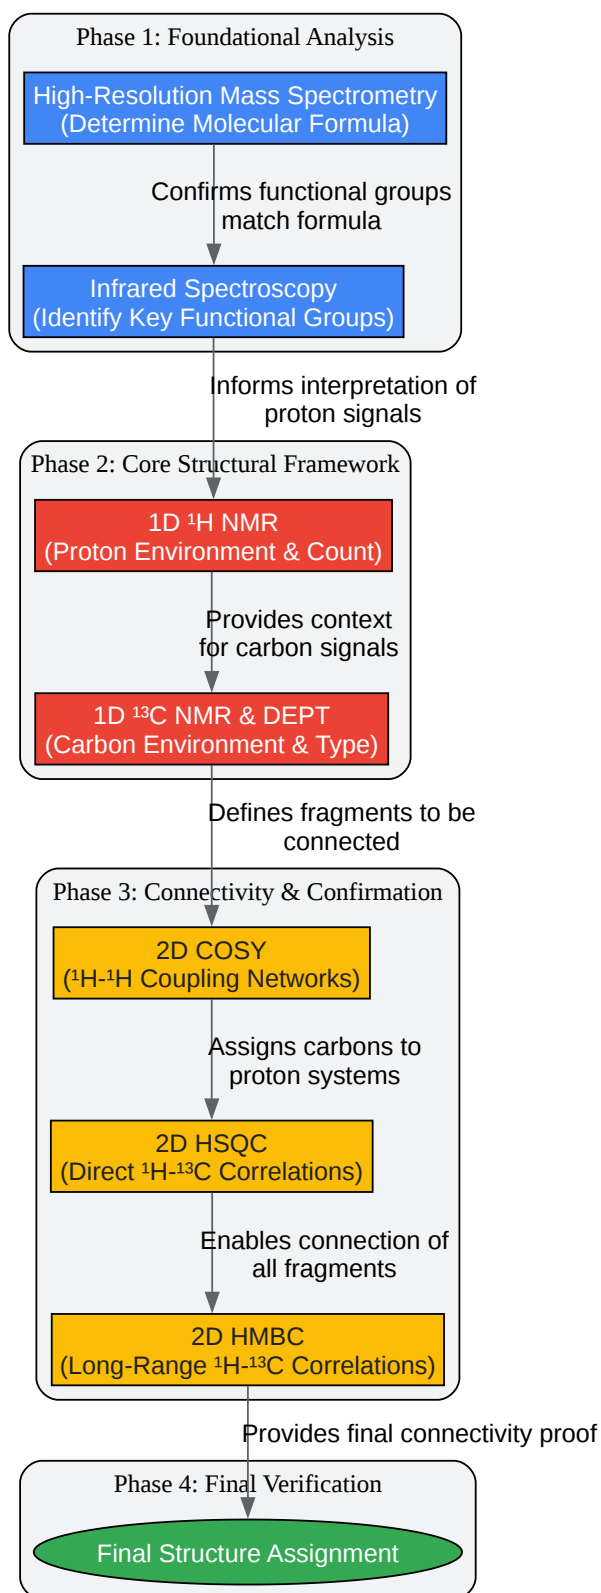 Phase 1: Foundational Analysis
High-Resolution Mass Spectrometry
(Determine Molecular Formula)
Confirms functional groups
match formula
Infrared Spectroscopy
(Identify Key Functional Groups)
Informs interpretation of
proton signals
Phase 2: Core Structural Framework
1D ¹H NMR
(Proton Environment & Count)
Provides context
for carbon signals
1D ¹³C NMR & DEPT
(Carbon Environment & Type)
Defines fragments to be
connected
Phase 3: Connectivity & Confirmation
2D COSY
(¹H-¹H Coupling Networks)
Assigns carbons to
proton systems
2D HSQC
(Direct ¹H-¹³C Correlations)
Enables connection of
all fragments
2D HMBC
(Long-Range ¹H-¹³C Correlations)
Provides final connectivity proof
Phase 4: Final Verification
Final Structure Assignment